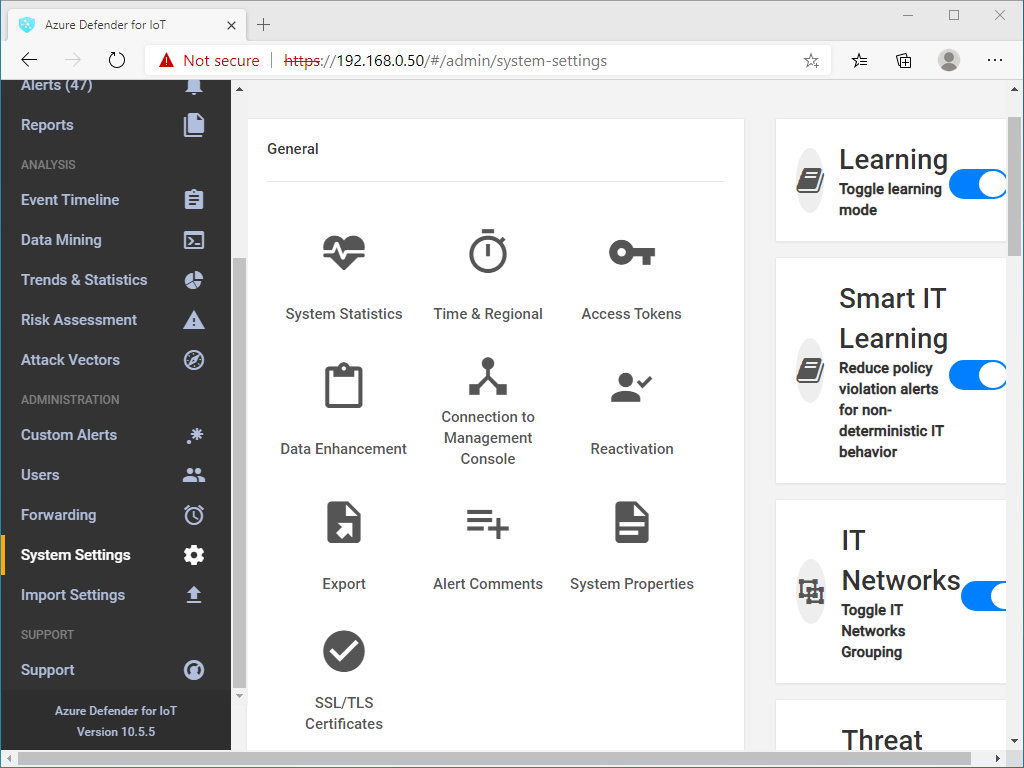 Azure Defender for IoT
Not secure
https://192.168.0.50/#/admin/system-settings
Alerts (47)
Reports
ANALYSIS
Event Timeline
Data Mining
Trends & Statistics
Risk Assessment
Attack Vectors
ADMINISTRATION
Custom Alerts
Users
Forwarding
System Settings
Import Settings
SUPPORT
Support
Azure Defender for IoT
Version 10.5.5
General
System Statistics
Time & Regional
Access Tokens
Data Enhancement
Connection to
Management
Console
Reactivation
Export
Alert Comments
System Properties
SSL/TLS
Certificates
Learning
Toggle learning
mode
Smart IT
Learning
Reduce policy
violation alerts
for non-
deterministic IT
behavior
IT
Networks
Toggle IT
Networks
Grouping
Threat